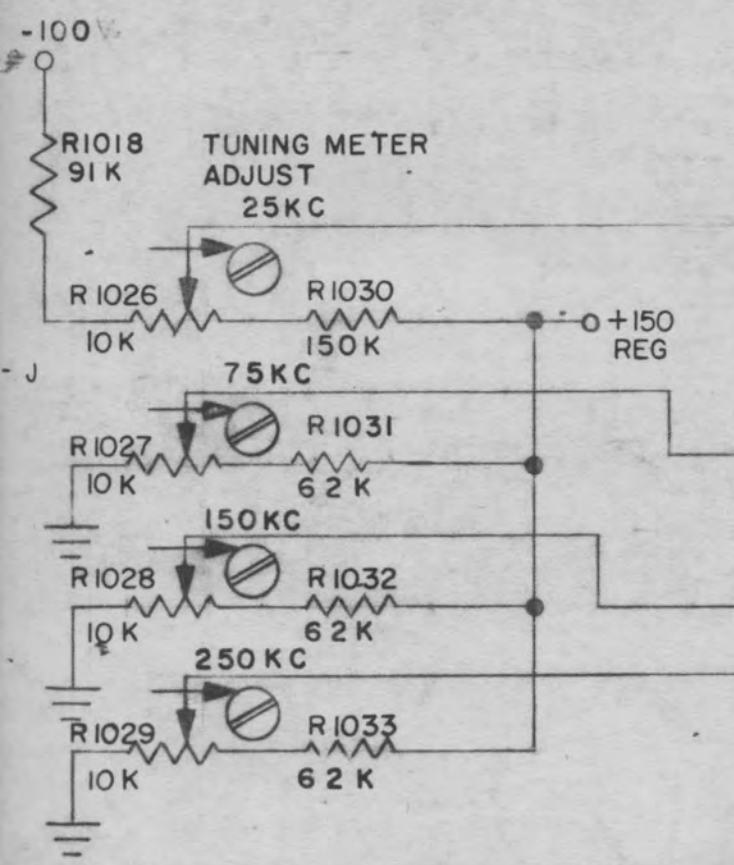 -100V
R1018
91K
TUNING METER
ADJUST
25KC
R1026
10K
R1030
150K
+150
REG
- J
75KC
R1027
10K
R1031
62K
150KC
R1028
10K
R1032
62K
250KC
R1029
10K
R1033
62K